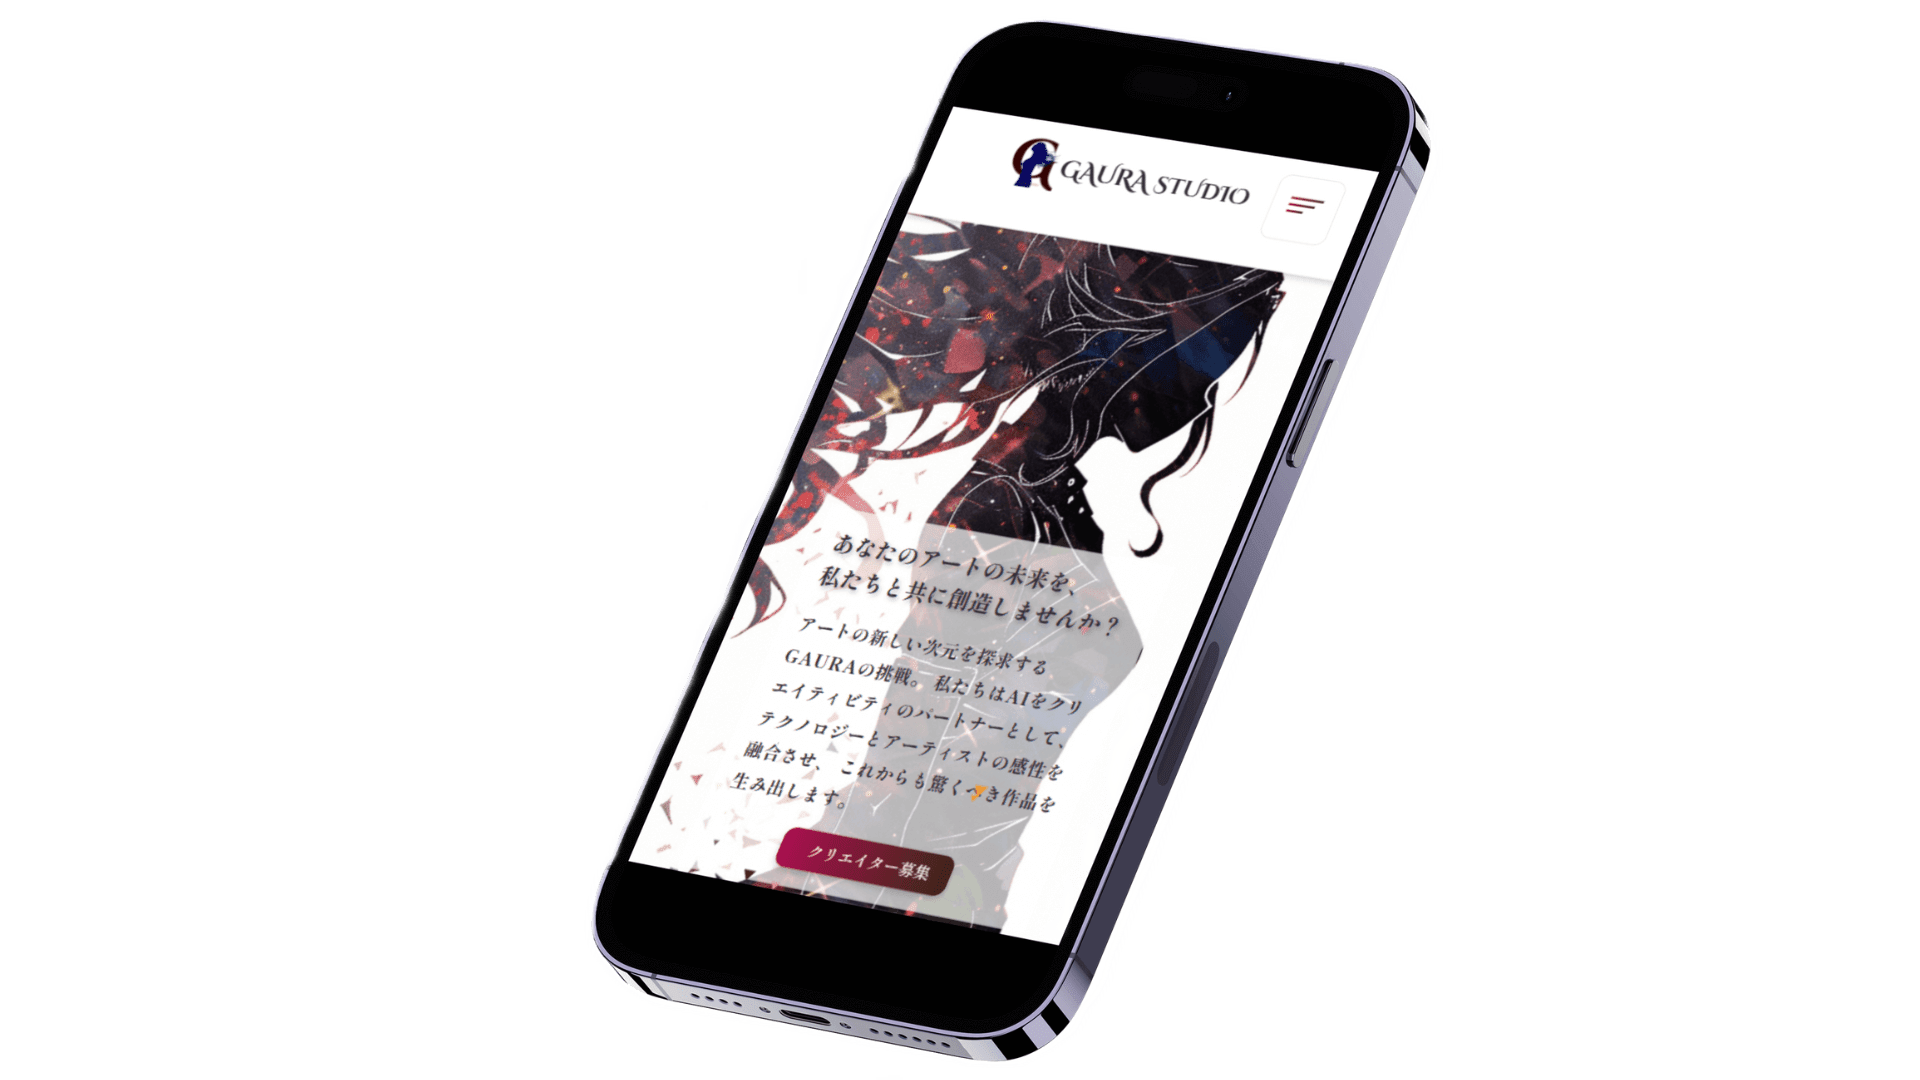 GAURA STUDIO
あなたのアートの未来を、
私たちと共に創造しませんか？
アートの新しい次元を探求する
GAURAの挑戦。 私たちはAIをクリ
エイティビティのパートナーとして、
テクノロジーとアーティストの感性を
融合させ、 これからも驚くべき作品を
生み出します。
クリエイター募集